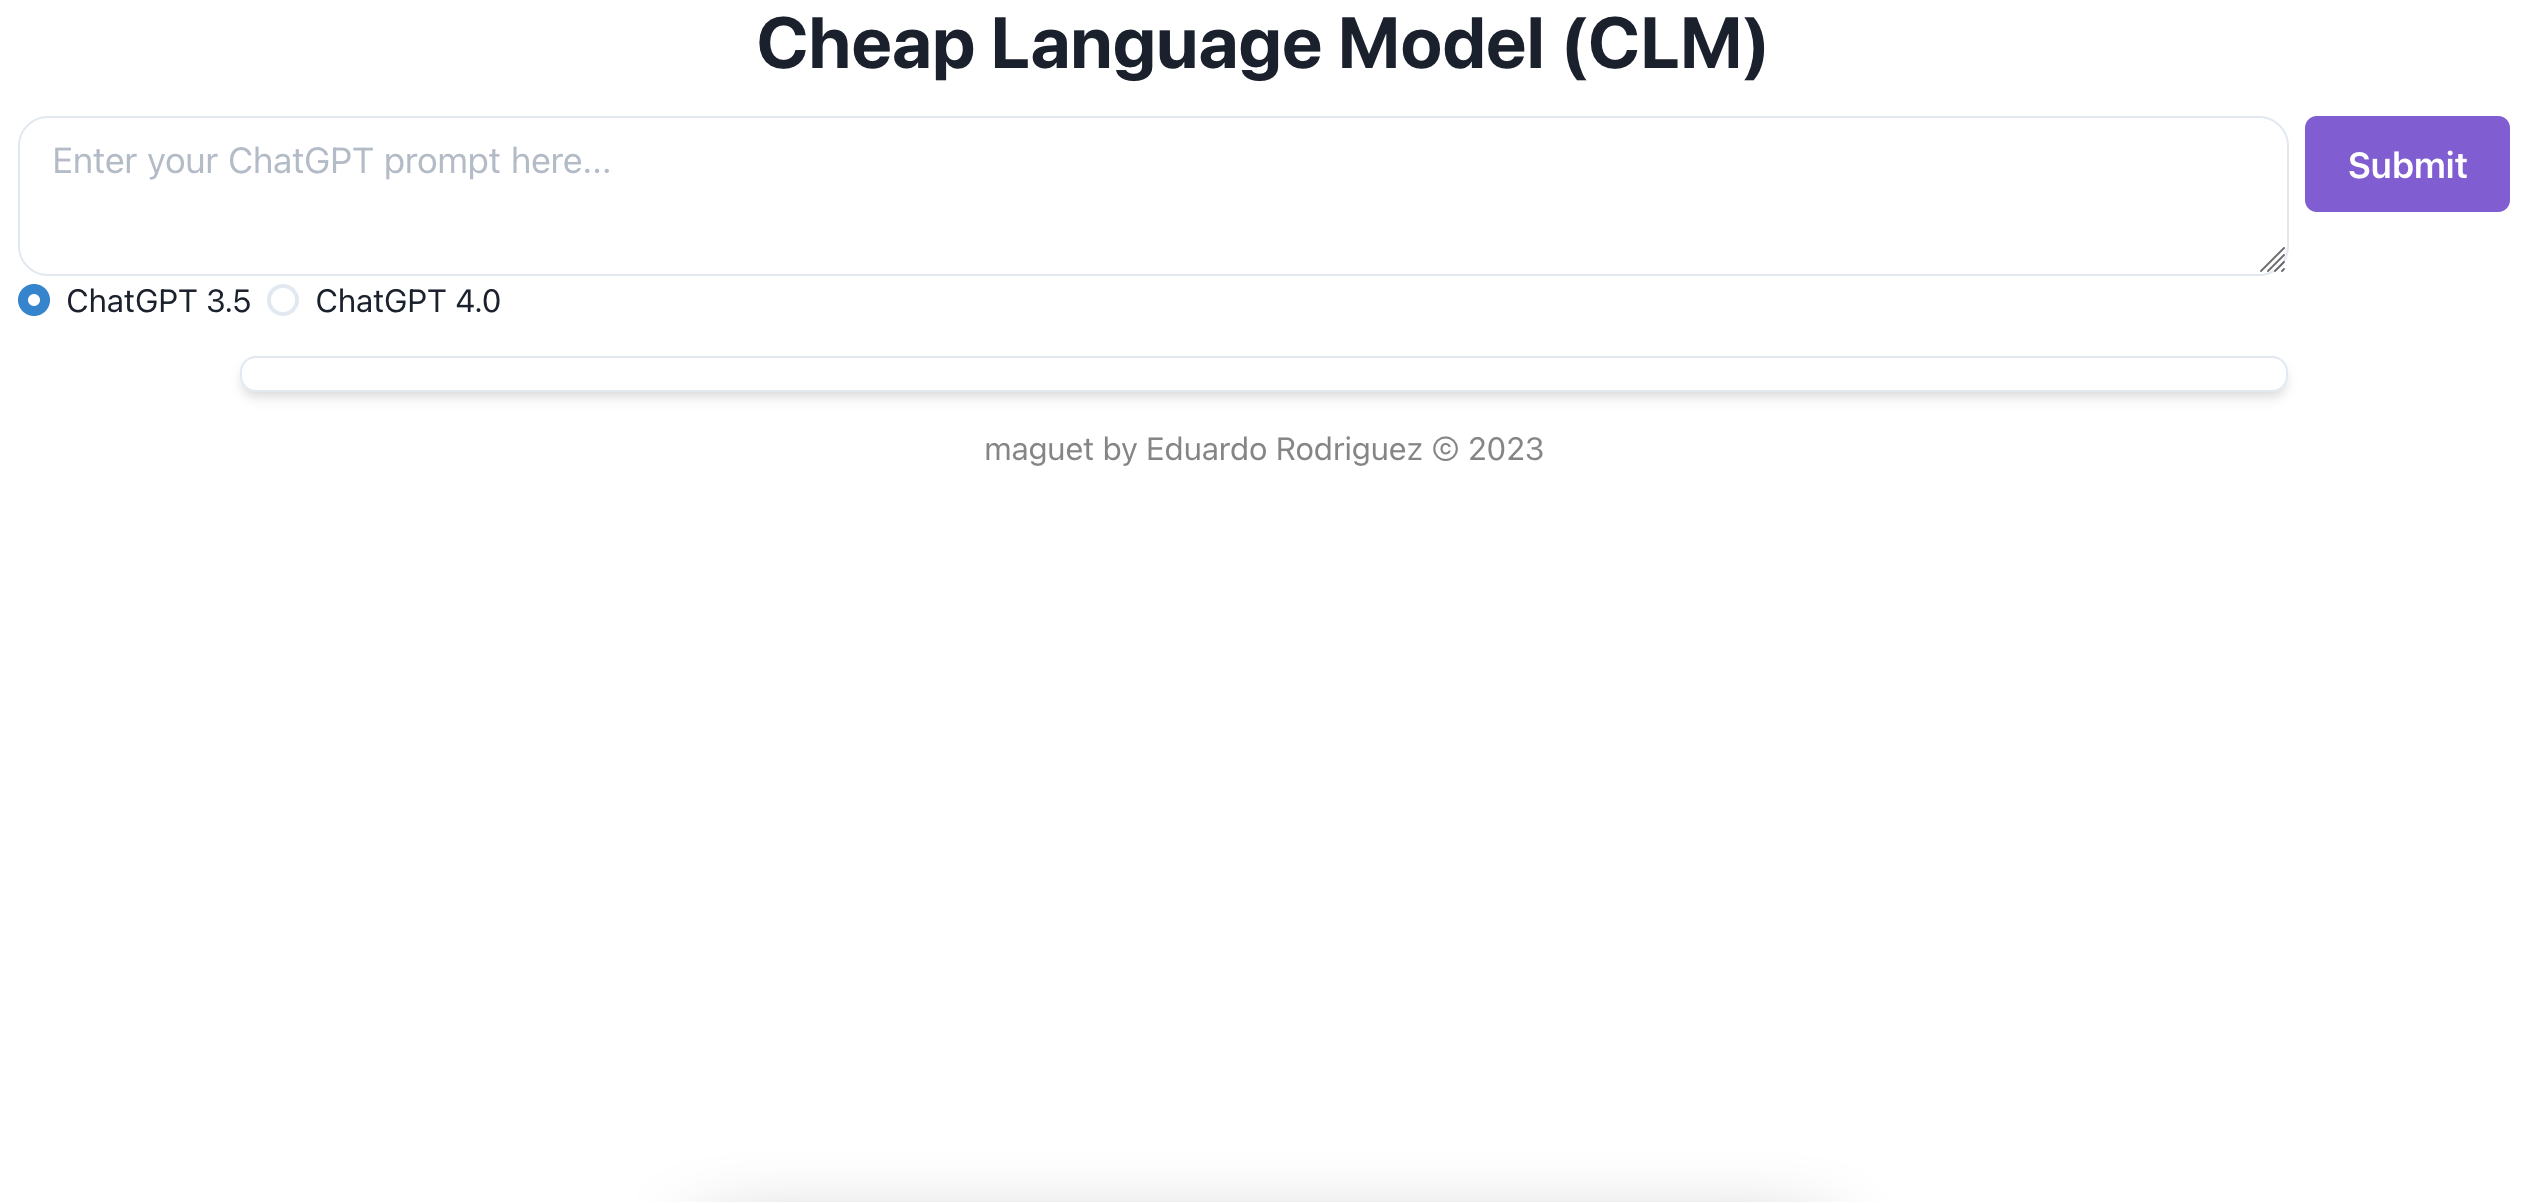 Cheap Language Model (CLM)
Enter your ChatGPT prompt here...
Submit
ChatGPT 3.5 ChatGPT 4.0
maguet by Eduardo Rodriguez © 2023